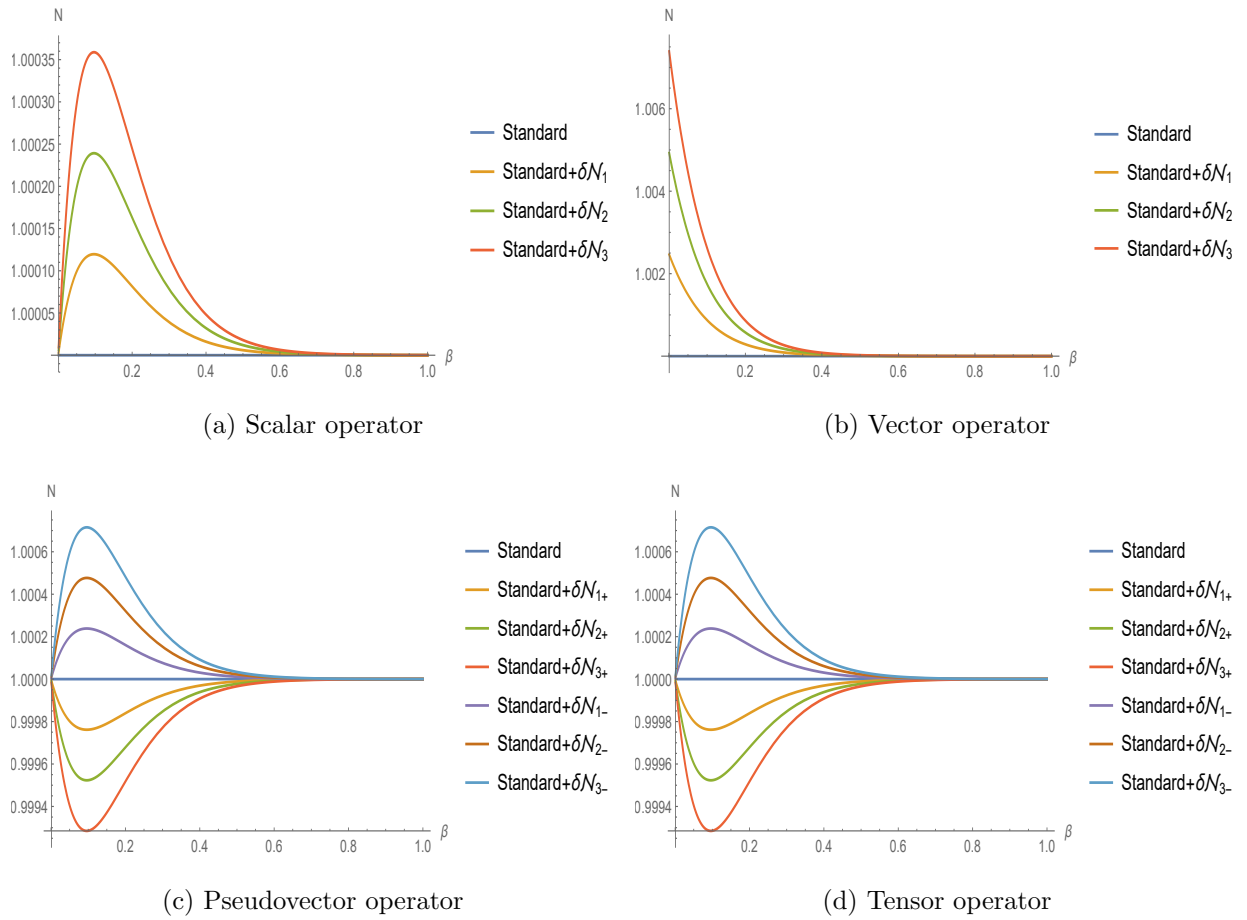 N
1.00035
1.00030
1.00025
1.00020
1.00015
1.00010
1.00005
0.2 0.4 0.6 0.8 1.0
β
Standard
Standard+δN₁
Standard+δN₂
Standard+δN₃
(a) Scalar operator
N
1.006
1.004
1.002
0.2 0.4 0.6 0.8 1.0
β
Standard
Standard+δN₁
Standard+δN₂
Standard+δN₃
(b) Vector operator
N
1.0006
1.0004
1.0002
1.0000
0.9998
0.9996
0.9994
0.2 0.4 0.6 0.8 1.0
β
Standard
Standard+δN₁₊
Standard+δN₂₊
Standard+δN₃₊
Standard+δN₁₋
Standard+δN₂₋
Standard+δN₃₋
(c) Pseudovector operator
N
1.0006
1.0004
1.0002
1.0000
0.9998
0.9996
0.9994
0.2 0.4 0.6 0.8 1.0
β
Standard
Standard+δN₁₊
Standard+δN₂₊
Standard+δN₃₊
Standard+δN₁₋
Standard+δN₂₋
Standard+δN₃₋
(d) Tensor operator